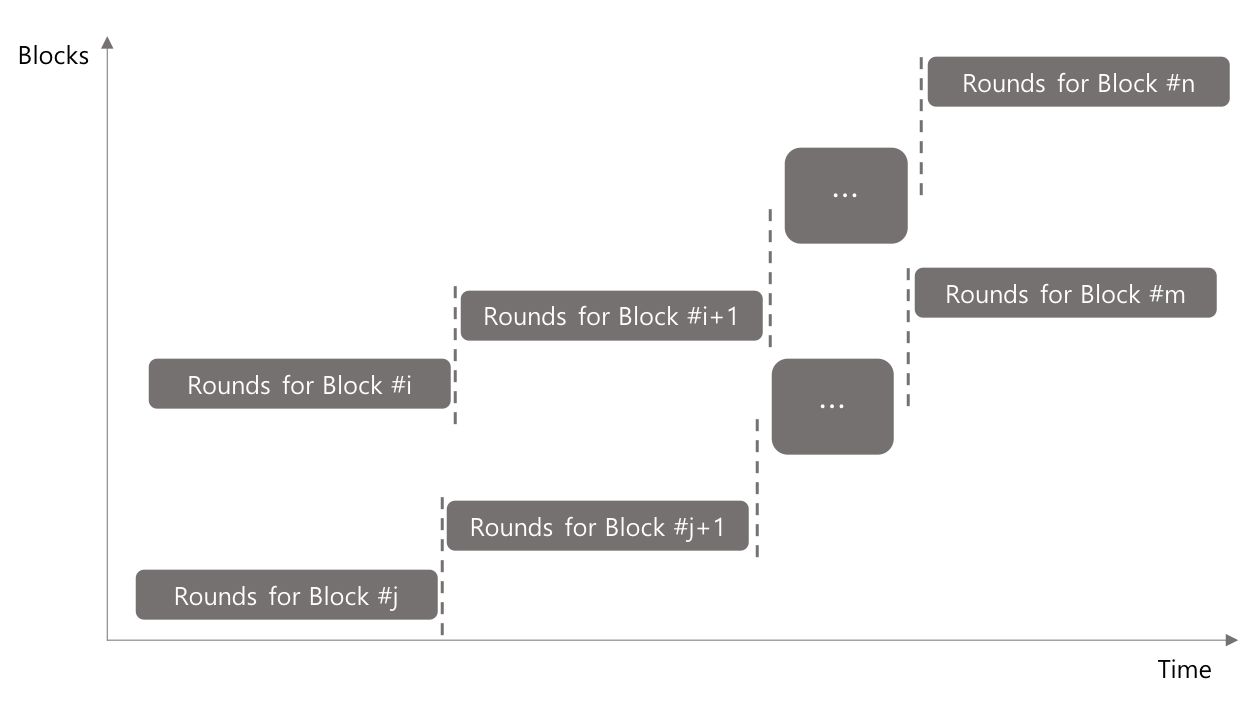 Blocks
Rounds for Block #n
...
Rounds for Block #m
Rounds for Block #i+1
Rounds for Block #i
...
Rounds for Block #j+1
Rounds for Block #j
Time